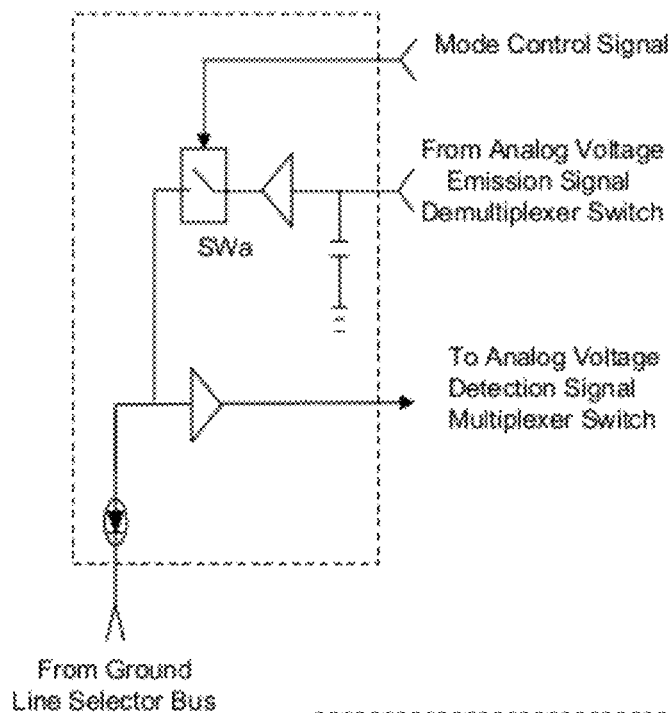 Mode Control Signal
From Analog Voltage
Emission Signal
Demultiplexer Switch
SWa
To Analog Voltage
Detection Signal
Multiplexer Switch
From Ground
Line Selector Bus